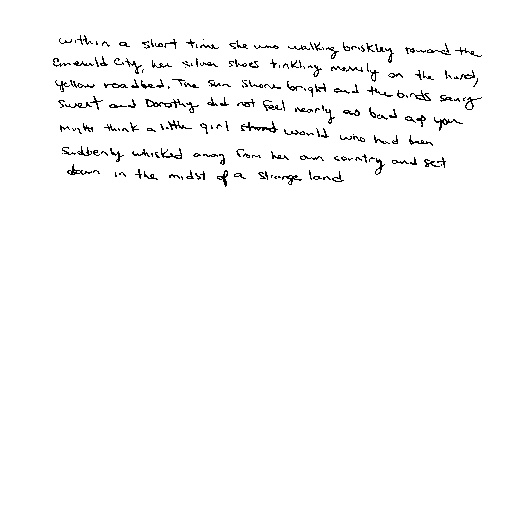 within a short time she was walking briskley toward the
Emerald City, her silver shoes tinkling merrily on the hard,
yellow roadbed. The sun shone bright and the birds sang
sweet and Dorothy did not feel nearly as bad as you
might think a little girl would who had been
suddenly whisked away from her own country and set
down in the midst of a strange land